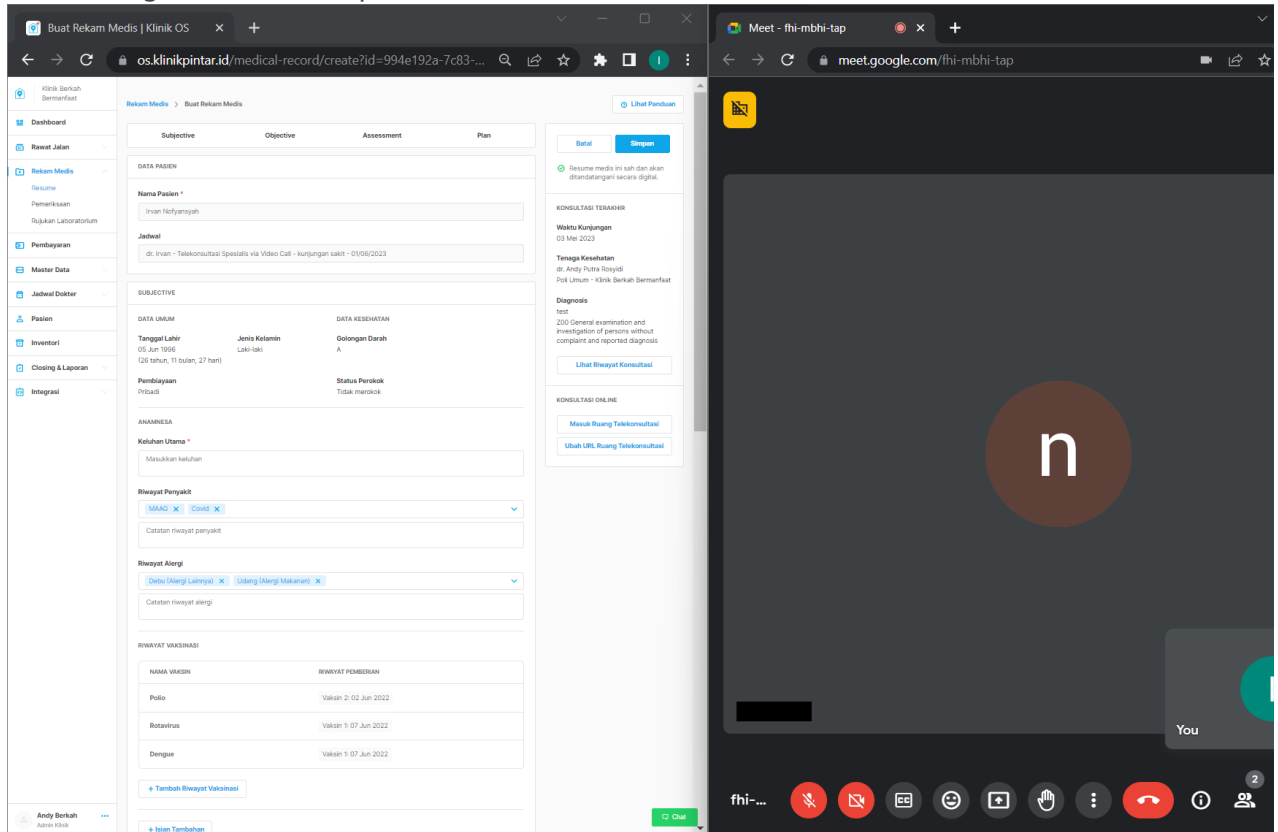 Buat Rekam Medis | Klinik OS
os.klinikpintar.id/medical-record/create?id=994e192a-7c83-...
Klinik Berkah
Bermanfaat
Dashboard
Rawat Jalan
Rekam Medis
Resume
Pemeriksaan
Rujukan Laboratorium
Pembayaran
Master Data
Jadwal Dokter
Pasien
Inventori
Closing & Laporan
Integrasi
Andy Berkah
Admin Klinik
Rekam Medis > Buat Rekam Medis
Lihat Panduan
Subjective Objective Assessment Plan
DATA PASIEN
Nama Pasien *
Irvan Nofyansyah
Jadwal
dr. Irvan - Telekonsultasi Spesialis via Video Call - kunjungan sakit - 01/06/2023
SUBJECTIVE
DATA UMUM DATA KESEHATAN
Tanggal Lahir Jenis Kelamin Golongan Darah
05 Jun 1996 Laki-laki A
(26 tahun, 11 bulan, 27 hari)
Pembiayaan Status Perokok
Pribadi Tidak merokok
ANAMNESA
Keluhan Utama *
Masukkan keluhan
Riwayat Penyakit
MAAG Covid
Catatan riwayat penyakit
Riwayat Alergi
Debu (Alergi Lainnya) Udang (Alergi Makanan)
Catatan riwayat alergi
RIWAYAT VAKSINASI
NAMA VAKSIN RIWAYAT PEMBERIAN
Polio Vaksin 2: 02 Jun 2022
Rotavirus Vaksin 1: 07 Jun 2022
Dengue Vaksin 1: 07 Jun 2022
+ Tambah Riwayat Vaksinasi
+ Isian Tambahan
Batal Simpan
Resume medis ini sah dan akan
ditandatangani secara digital.
KONSULTASI TERAKHIR
Waktu Kunjungan
03 Mei 2023
Tenaga Kesehatan
dr. Andy Putra Rosyidi
Poli Umum - Klinik Berkah Bermanfaat
Diagnosis
test
Z00 General examination and
investigation of persons without
complaint and reported diagnosis
Lihat Riwayat Konsultasi
KONSULTASI ONLINE
Masuk Ruang Telekonsultasi
Ubah URL Ruang Telekonsultasi
Chat
Meet - fhi-mbhi-tap
meet.google.com/fhi-mbhi-tap
n
You
fhi-...
CC
2